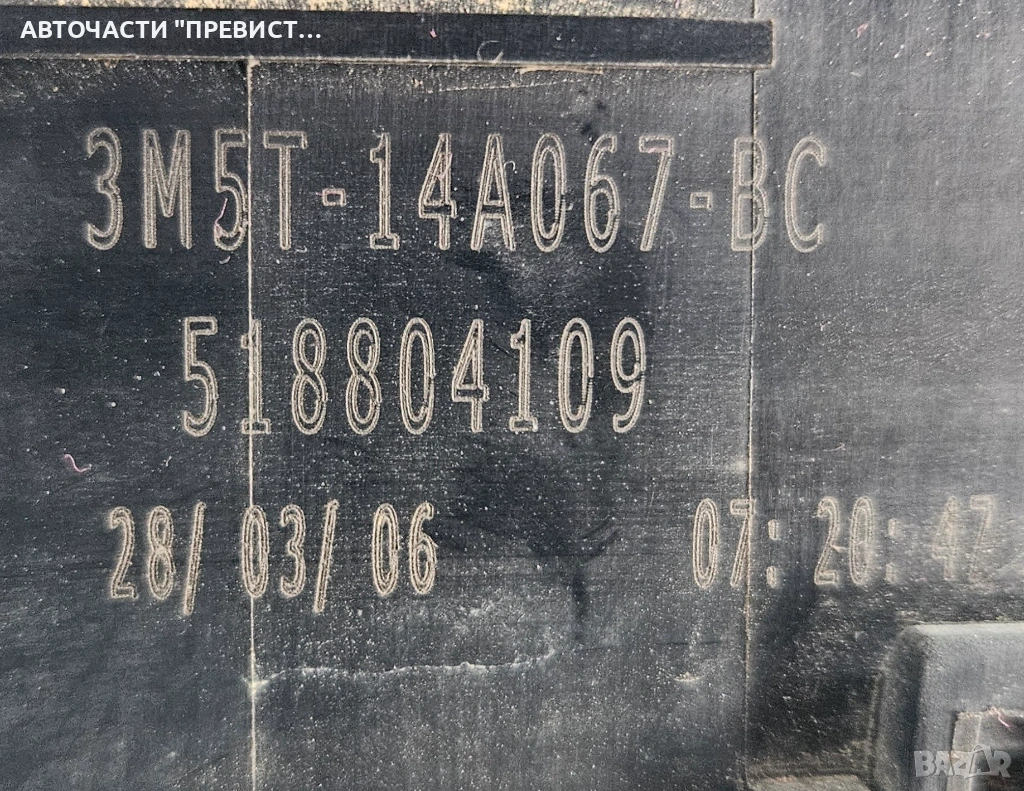 АВТОЧАСТИ "ПРЕВИСТ...
3M5T-14A067-BC
518804109
28/03/06 07:20:47
BAZAR